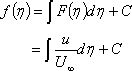 f(η) = ∫ F(η)dη + C
= ∫ u/U∞ dη + C